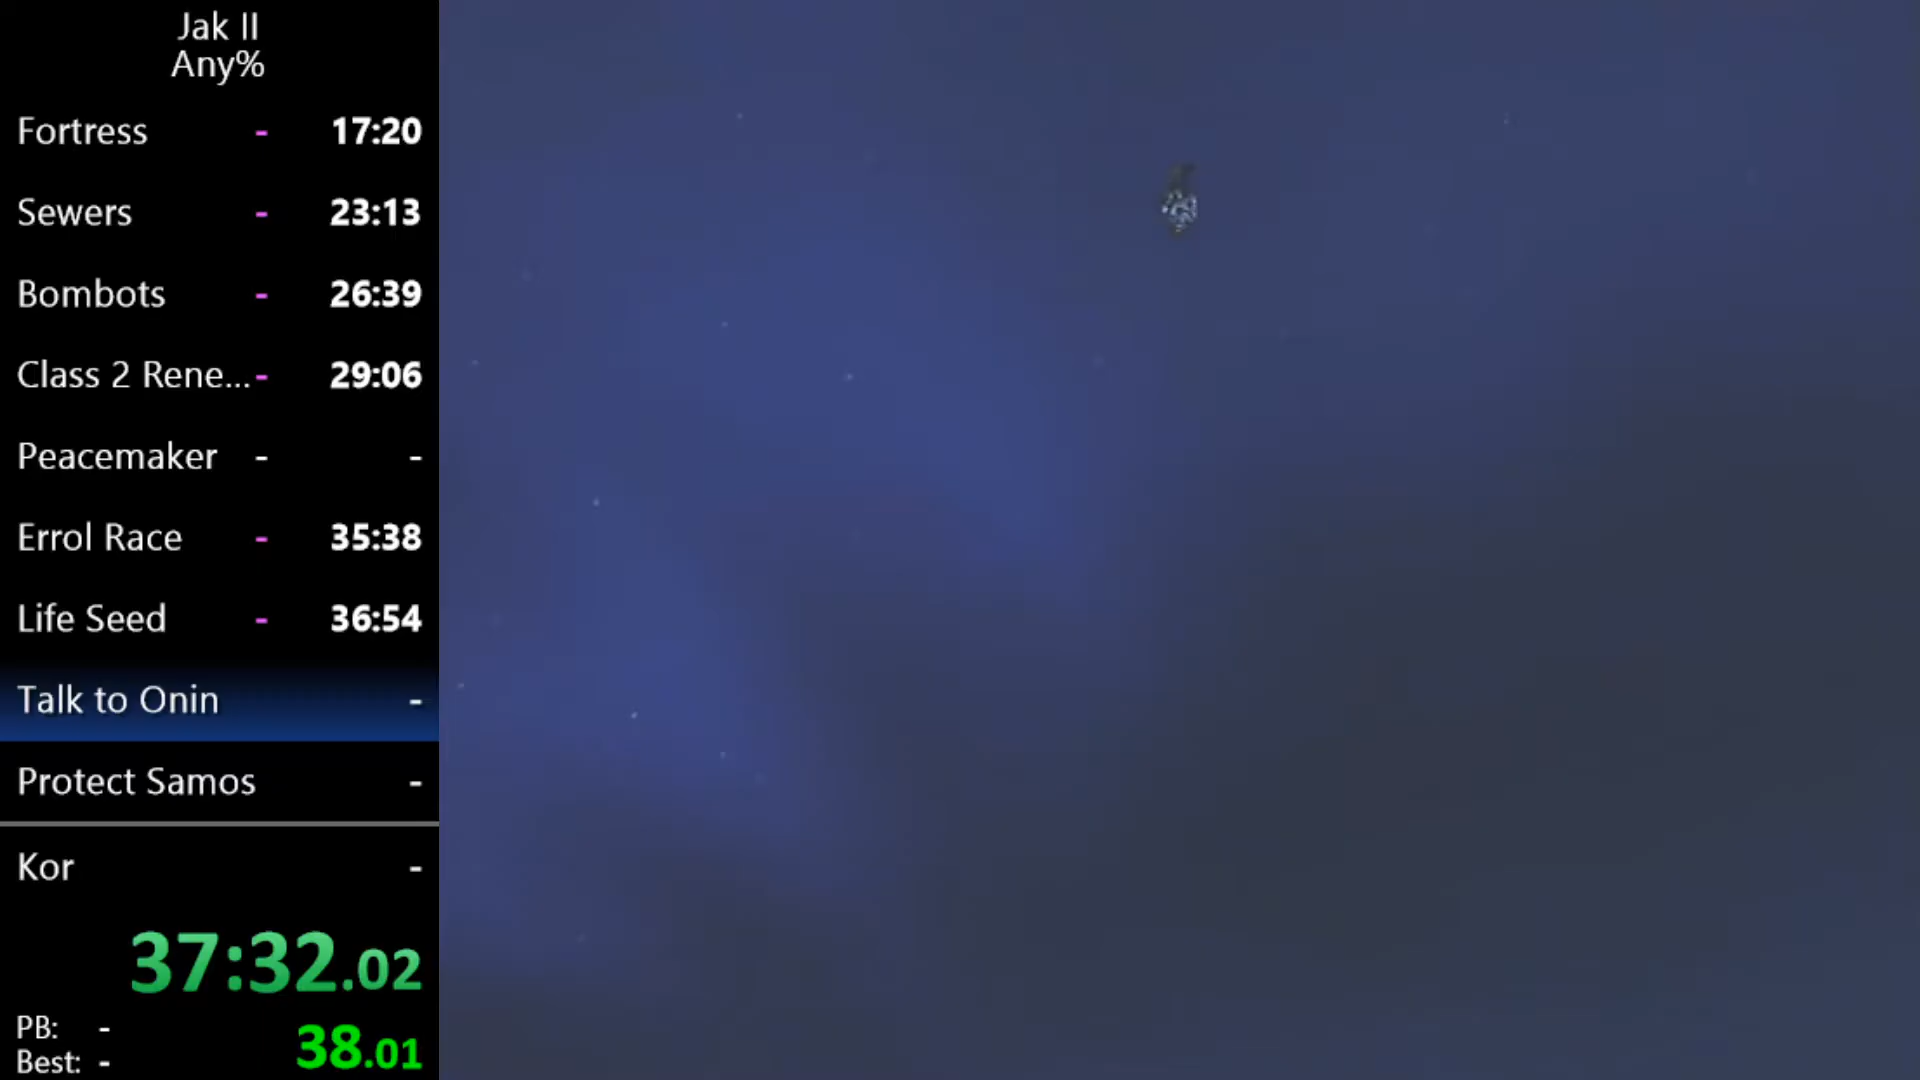 Jak II
Any%
Fortress - 17:20
Sewers - 23:13
Bombots - 26:39
Class 2 Rene... - 29:06
Peacemaker - -
Errol Race - 35:38
Life Seed - 36:54
Talk to Onin -
Protect Samos -
Kor -
37:32.02
PB: -
Best: - 38.01